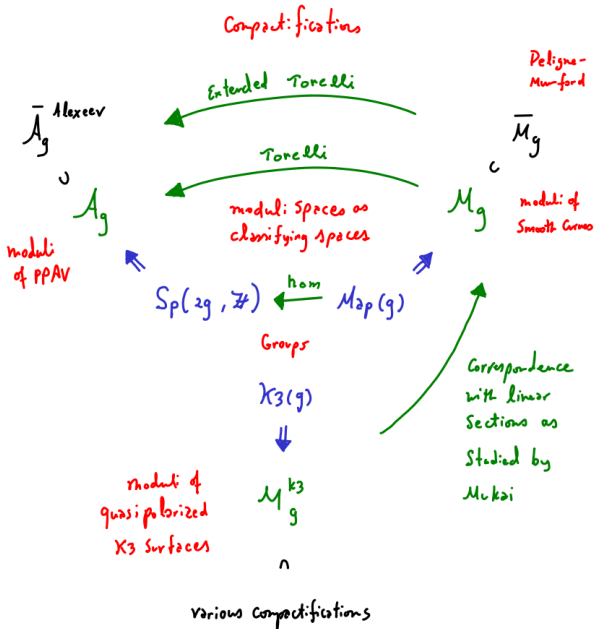 Compactifications
Deligne-
Mumford
Extended Torelli
Ā_g Alexeev
M̄_g
∪
Torelli
∪
A_g
moduli spaces as
classifying spaces
M_g
moduli of
Smooth Curves
moduli
of PPAV
Sp(2g, ℤ)
hom
Map(g)
Groups
K3(g)
Correspondence
with linear
Sections as
Studied by
Mukai
moduli of
quasipolarized
K3 Surfaces
M_g^K3
∩
various compactifications